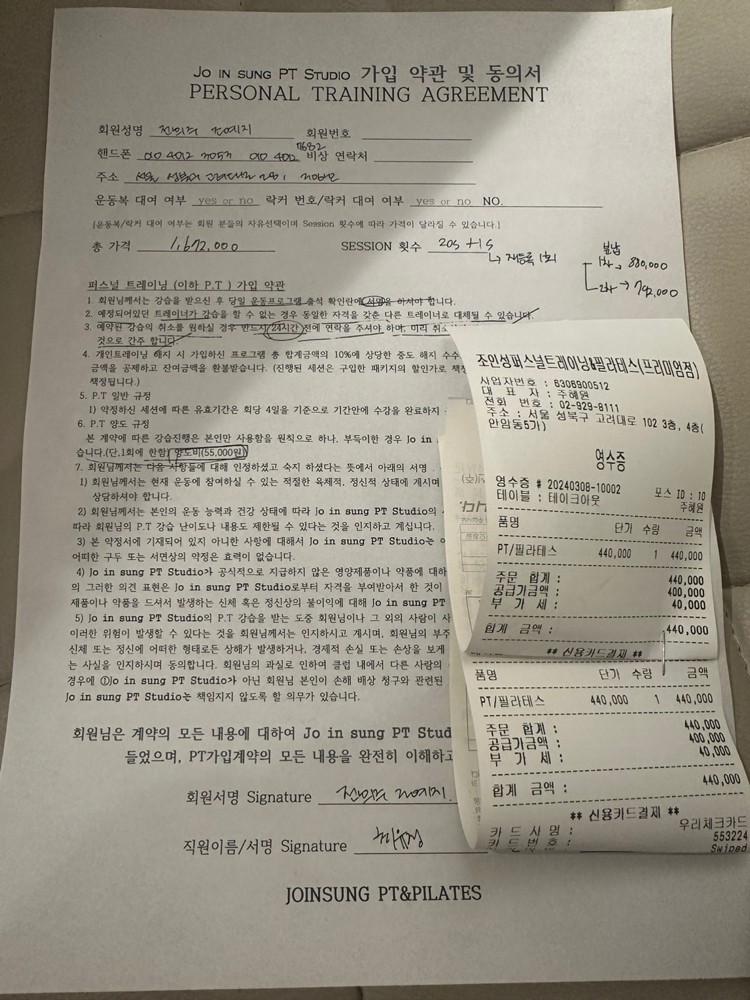 JO IN SUNG PT STUDIO 가입 약관 및 동의서
PERSONAL TRAINING AGREEMENT
회원성명 회원번호
핸드폰 010 4012 010 4012 비상 연락처
주소
운동복 대여 여부 yes or no 락커 번호/락커 대여 여부 yes or no NO.
[운동복/락커 대여 여부는 회원 분들의 자유선택이며 Session 횟수에 따라 가격이 달라질 수 있습니다.]
총 가격 1,672,000 SESSION 횟수 20s +1s
↳ 재등록 1회
분납
1차 → 880,000
2차 → 792,000
퍼스널 트레이닝 (이하 P.T ) 가입 약관
1. 회원님께서는 강습을 받으신 후 당일 운동프로그램 출석 확인란에 서명을 하셔야 합니다.
2. 예정되어있던 트레이너가 강습을 할 수 없는 경우 동일한 자격을 갖춘 다른 트레이너로 대체될 수 있습니다.
3. 예약된 강습의 취소를 원하실 경우 반드시 24시간 전에 연락을 주셔야 하며, 미리 취소
것으로 간주 합니다.
4. 개인트레이닝 해지 시 가입하신 프로그램 총 합계금액의 10%에 상당한 중도 해지 수수
금액을 공제하고 잔여금액을 환불받습니다. (진행된 세션은 구입한 패키지의 할인가로 책정
책정됩니다.)
5. P.T 일반 규정
1) 약정하신 세션에 따른 유효기간은 회당 4일을 기준으로 기간안에 수강을 완료하지
6. P.T 양도 규정
본 계약에 따른 강습진행은 본인만 사용함을 원칙으로 하나, 부득이한 경우 Jo in
습니다.(단,1회에 한함) 양도비(55,000원)
7. 회원님께서는 다음 사항들에 대해 인정하셨고 숙지 하셨다는 뜻에서 아래의 서명
1) 회원님께서는 현재 운동에 참여하실 수 있는 적정한 육체적, 정신적 상태에 계시며
상담하셔야 합니다.
2) 회원님께서는 본인의 운동 능력과 건강 상태에 따라 Jo in sung PT Studio의
따라 회원님의 P.T 강습 난이도나 내용도 제한될 수 있다는 것을 인지하고 계십니다.
3) 본 약정서에 기재되어 있지 아니한 사항에 대해서 Jo in sung PT Studio는
어떠한 구두 또는 서면상의 약정은 효력이 없습니다.
4) Jo in sung PT Studio가 공식적으로 지급하지 않은 영양제품이나 약품에 대하
의 그러한 의견 표현은 Jo in sung PT Studio로부터 자격을 부여받아서 한 것이
제품이나 약품을 드셔서 발생하는 신체 혹은 정신상의 불이익에 대해 Jo in sung PT
5) Jo in sung PT Studio의 P.T 강습을 받는 도중 회원님이나 그 외의 사람이 사
이러한 위험이 발생할 수 있다는 것을 회원님께서는 인지하시고 계시며, 회원님의 부주
신체 또는 정신에 어떠한 형태로든 상해가 발생하거나, 경제적 손실 또는 손상을 보게
는 사실을 인지하시며 동의합니다. 회원님의 과실로 인하여 클럽 내에서 다른 사람의
경우에 ①Jo in sung PT Studio가 아닌 회원님 본인이 손해 배상 청구와 관련된
Jo in sung PT Studio는 책임지지 않도록 할 의무가 있습니다.
회원님은 계약의 모든 내용에 대하여 Jo in sung PT Stud
들었으며, PT가입계약의 모든 내용을 완전히 이해하고
회원서명 Signature
직원이름/서명 Signature
JOINSUNG PT&PILATES
조인성퍼스널트레이닝&필라테스(프리미엄점)
사업자번호 : 6306900512
대 표 자 : 주혜원
전화 번호 : 02-929-8111
주소 : 서울 성북구 고려대로 102 3층, 4층(
안암동5가)
영수증
영수증 # 20240308-10002 포스 ID : 10
테이블 : 테이크아웃 주혜원
품명 단가 수량 금액
PT/필라테스 440,000 1 440,000
주문 합계 : 440,000
공급가금액 : 400,000
부 가 세 : 40,000
합계 금액 : 440,000
** 신용카드결제 **
품명 단가 수량 금액
PT/필라테스 440,000 1 440,000
주문 합계 : 440,000
공급가금액 : 400,000
부 가 세 : 40,000
합계 금액 : 440,000
** 신용카드결제 **
카 드 사 명 : 우리체크카드
카 드 번 호 : 553224
Swiped